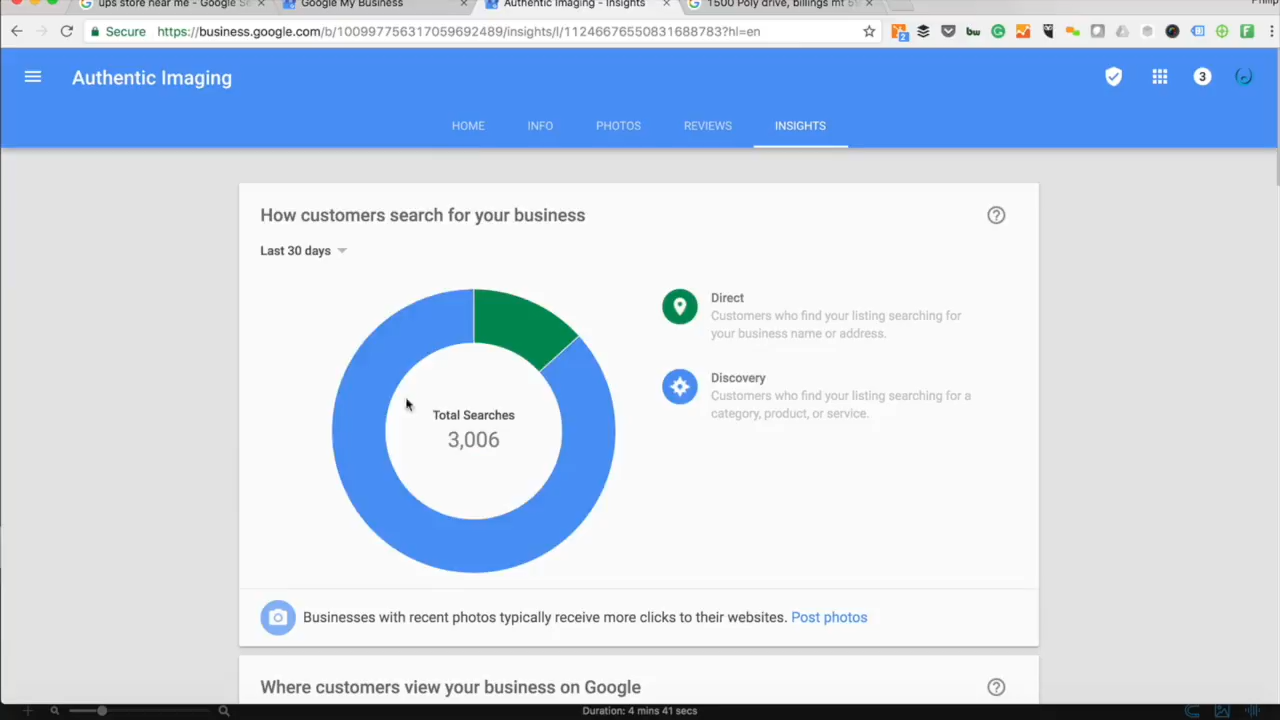 ups store near me - Google Se
Google My Business
Authentic Imaging - Insights
1500 Poly drive, billings mt 59
Philip
Secure
https://business.google.com/b/100997756317059692489/insights/l/11246676550831688783?hl=en
2
bw
Authentic Imaging
3
HOME
INFO
PHOTOS
REVIEWS
INSIGHTS
How customers search for your business
Last 30 days
Direct
Customers who find your listing searching for
your business name or address.
Discovery
Customers who find your listing searching for a
category, product, or service.
Total Searches
3,006
Businesses with recent photos typically receive more clicks to their websites. Post photos
Where customers view your business on Google
Duration: 4 mins 41 secs